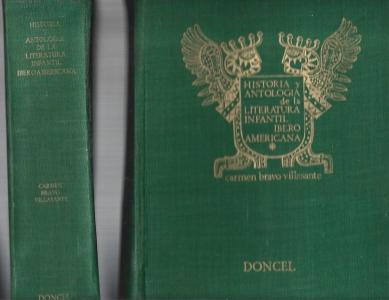 HISTORIA
ANTOLOGIA
DE LA
LITERATURA
INFANTIL
IBEROAMERICANA
CARMEN
BRAVO
VILLASANTE
DONCEL
HISTORIA y
ANTOLOGIA
de la
LITERATURA
INFANTIL
IBERO
AMERICANA
carmen bravo villasante
DONCEL